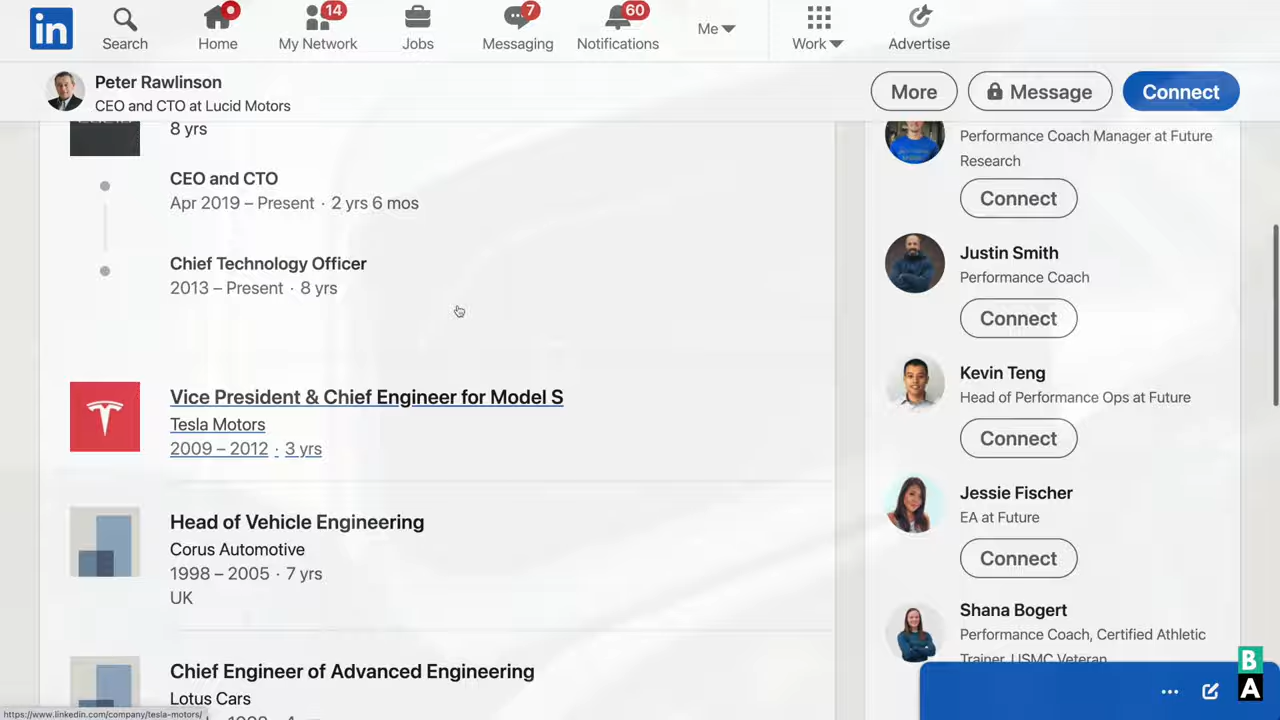 in
Search
Home
14
My Network
Jobs
7
Messaging
60
Notifications
Me
Work
Advertise
Peter Rawlinson
CEO and CTO at Lucid Motors
More
Message
Connect
8 yrs
CEO and CTO
Apr 2019 – Present · 2 yrs 6 mos
Chief Technology Officer
2013 – Present · 8 yrs
Vice President & Chief Engineer for Model S
Tesla Motors
2009 – 2012 · 3 yrs
Head of Vehicle Engineering
Corus Automotive
1998 – 2005 · 7 yrs
UK
Chief Engineer of Advanced Engineering
Lotus Cars
https://www.linkedin.com/company/tesla-motors/
Performance Coach Manager at Future
Research
Connect
Justin Smith
Performance Coach
Connect
Kevin Teng
Head of Performance Ops at Future
Connect
Jessie Fischer
EA at Future
Connect
Shana Bogert
Performance Coach, Certified Athletic
Trainer, USMC Veteran
B
A